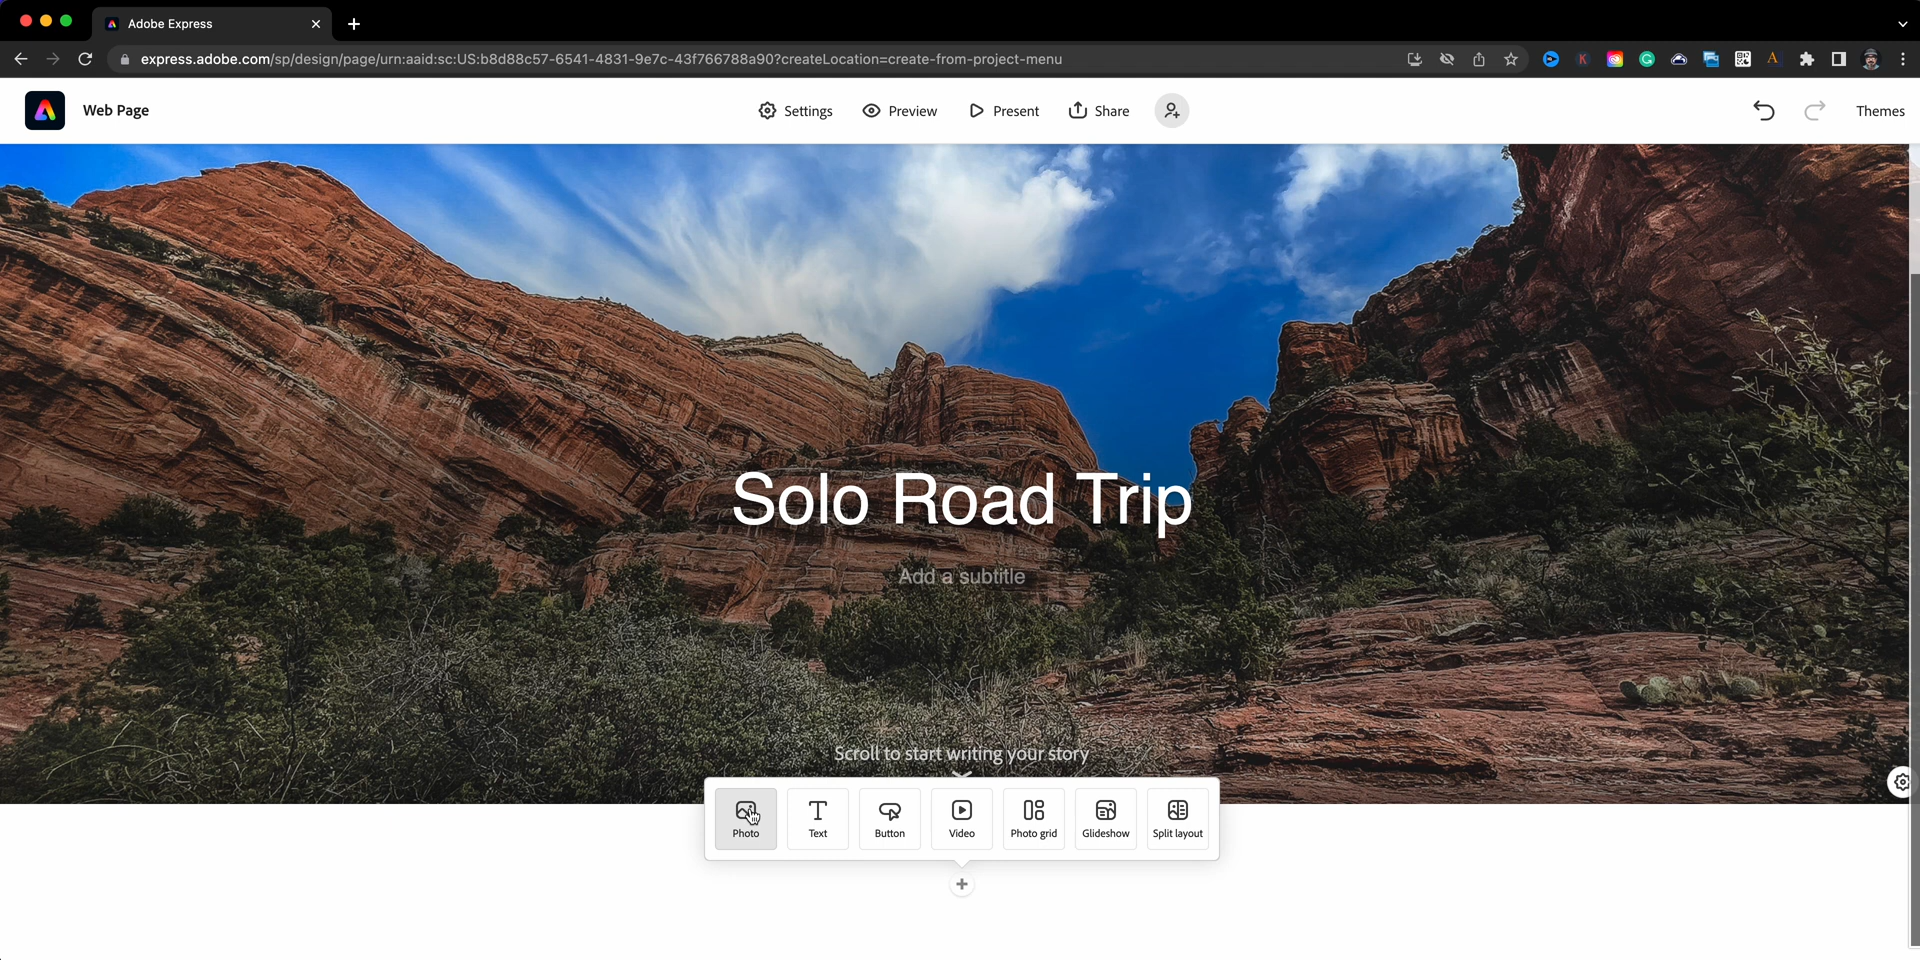 Adobe Express
express.adobe.com/sp/design/page/urn:aaid:sc:US:b8d88c57-6541-4831-9e7c-43f766788a90?createLocation=create-from-project-menu
Web Page
Settings
Preview
Present
Share
Themes
Solo Road Trip
Add a subtitle
Scroll to start writing your story
Photo
Text
Button
Video
Photo grid
Glideshow
Split layout